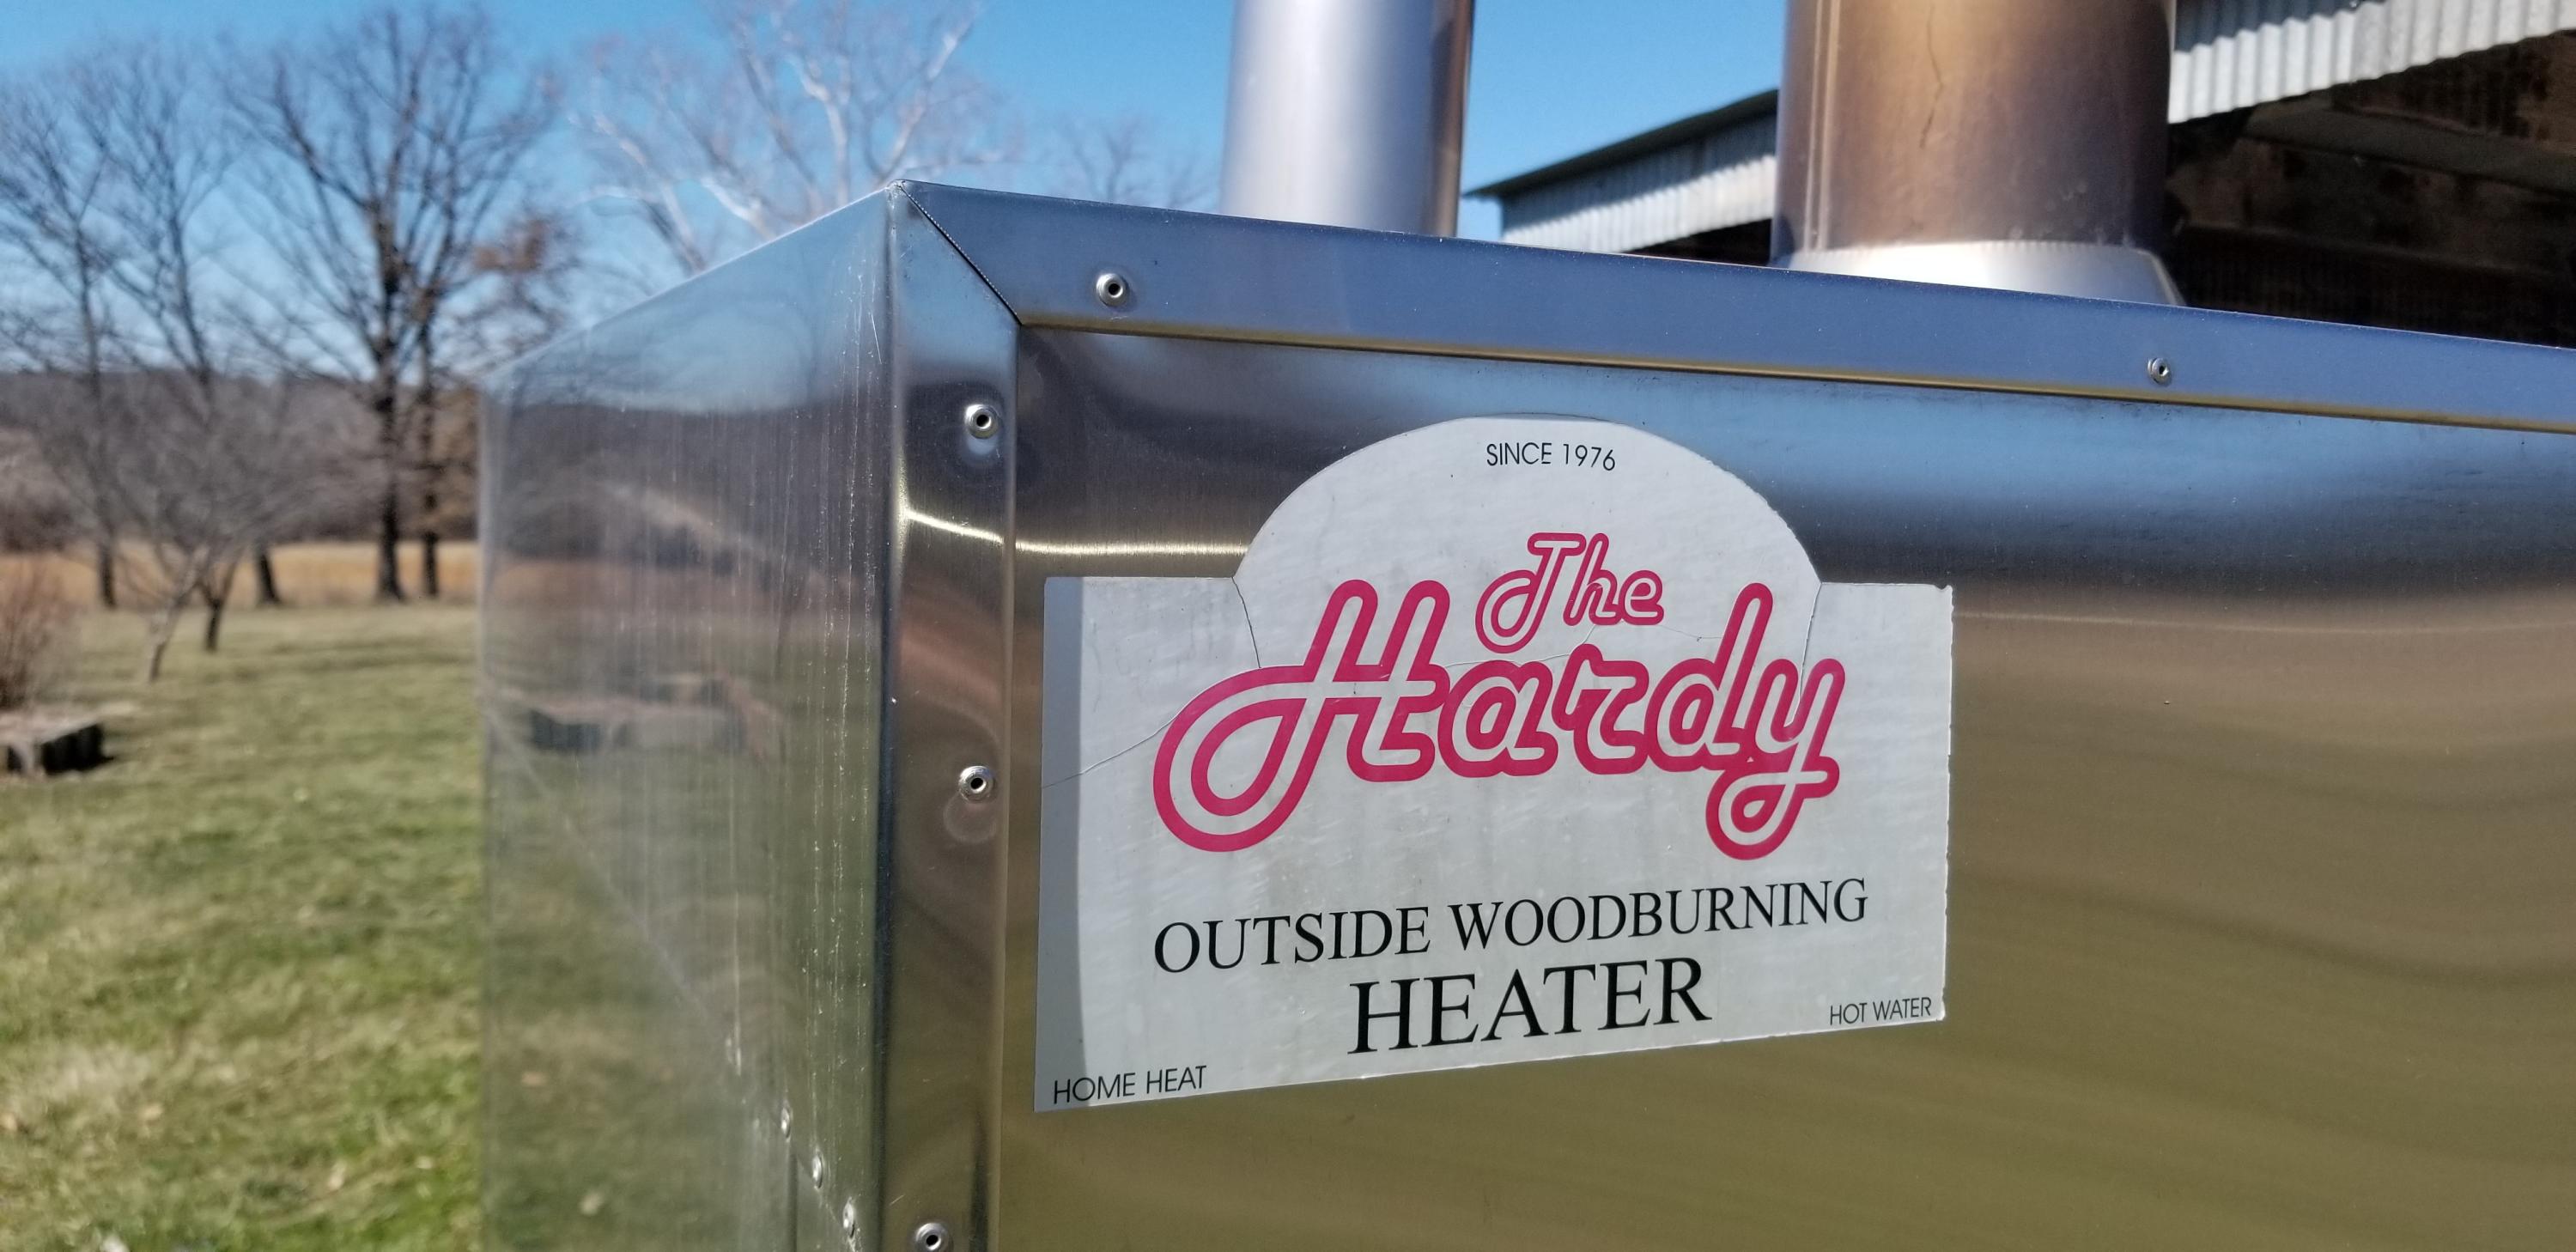 SINCE 1976
The
Hardy
OUTSIDE WOODBURNING
HEATER
HOME HEAT
HOT WATER